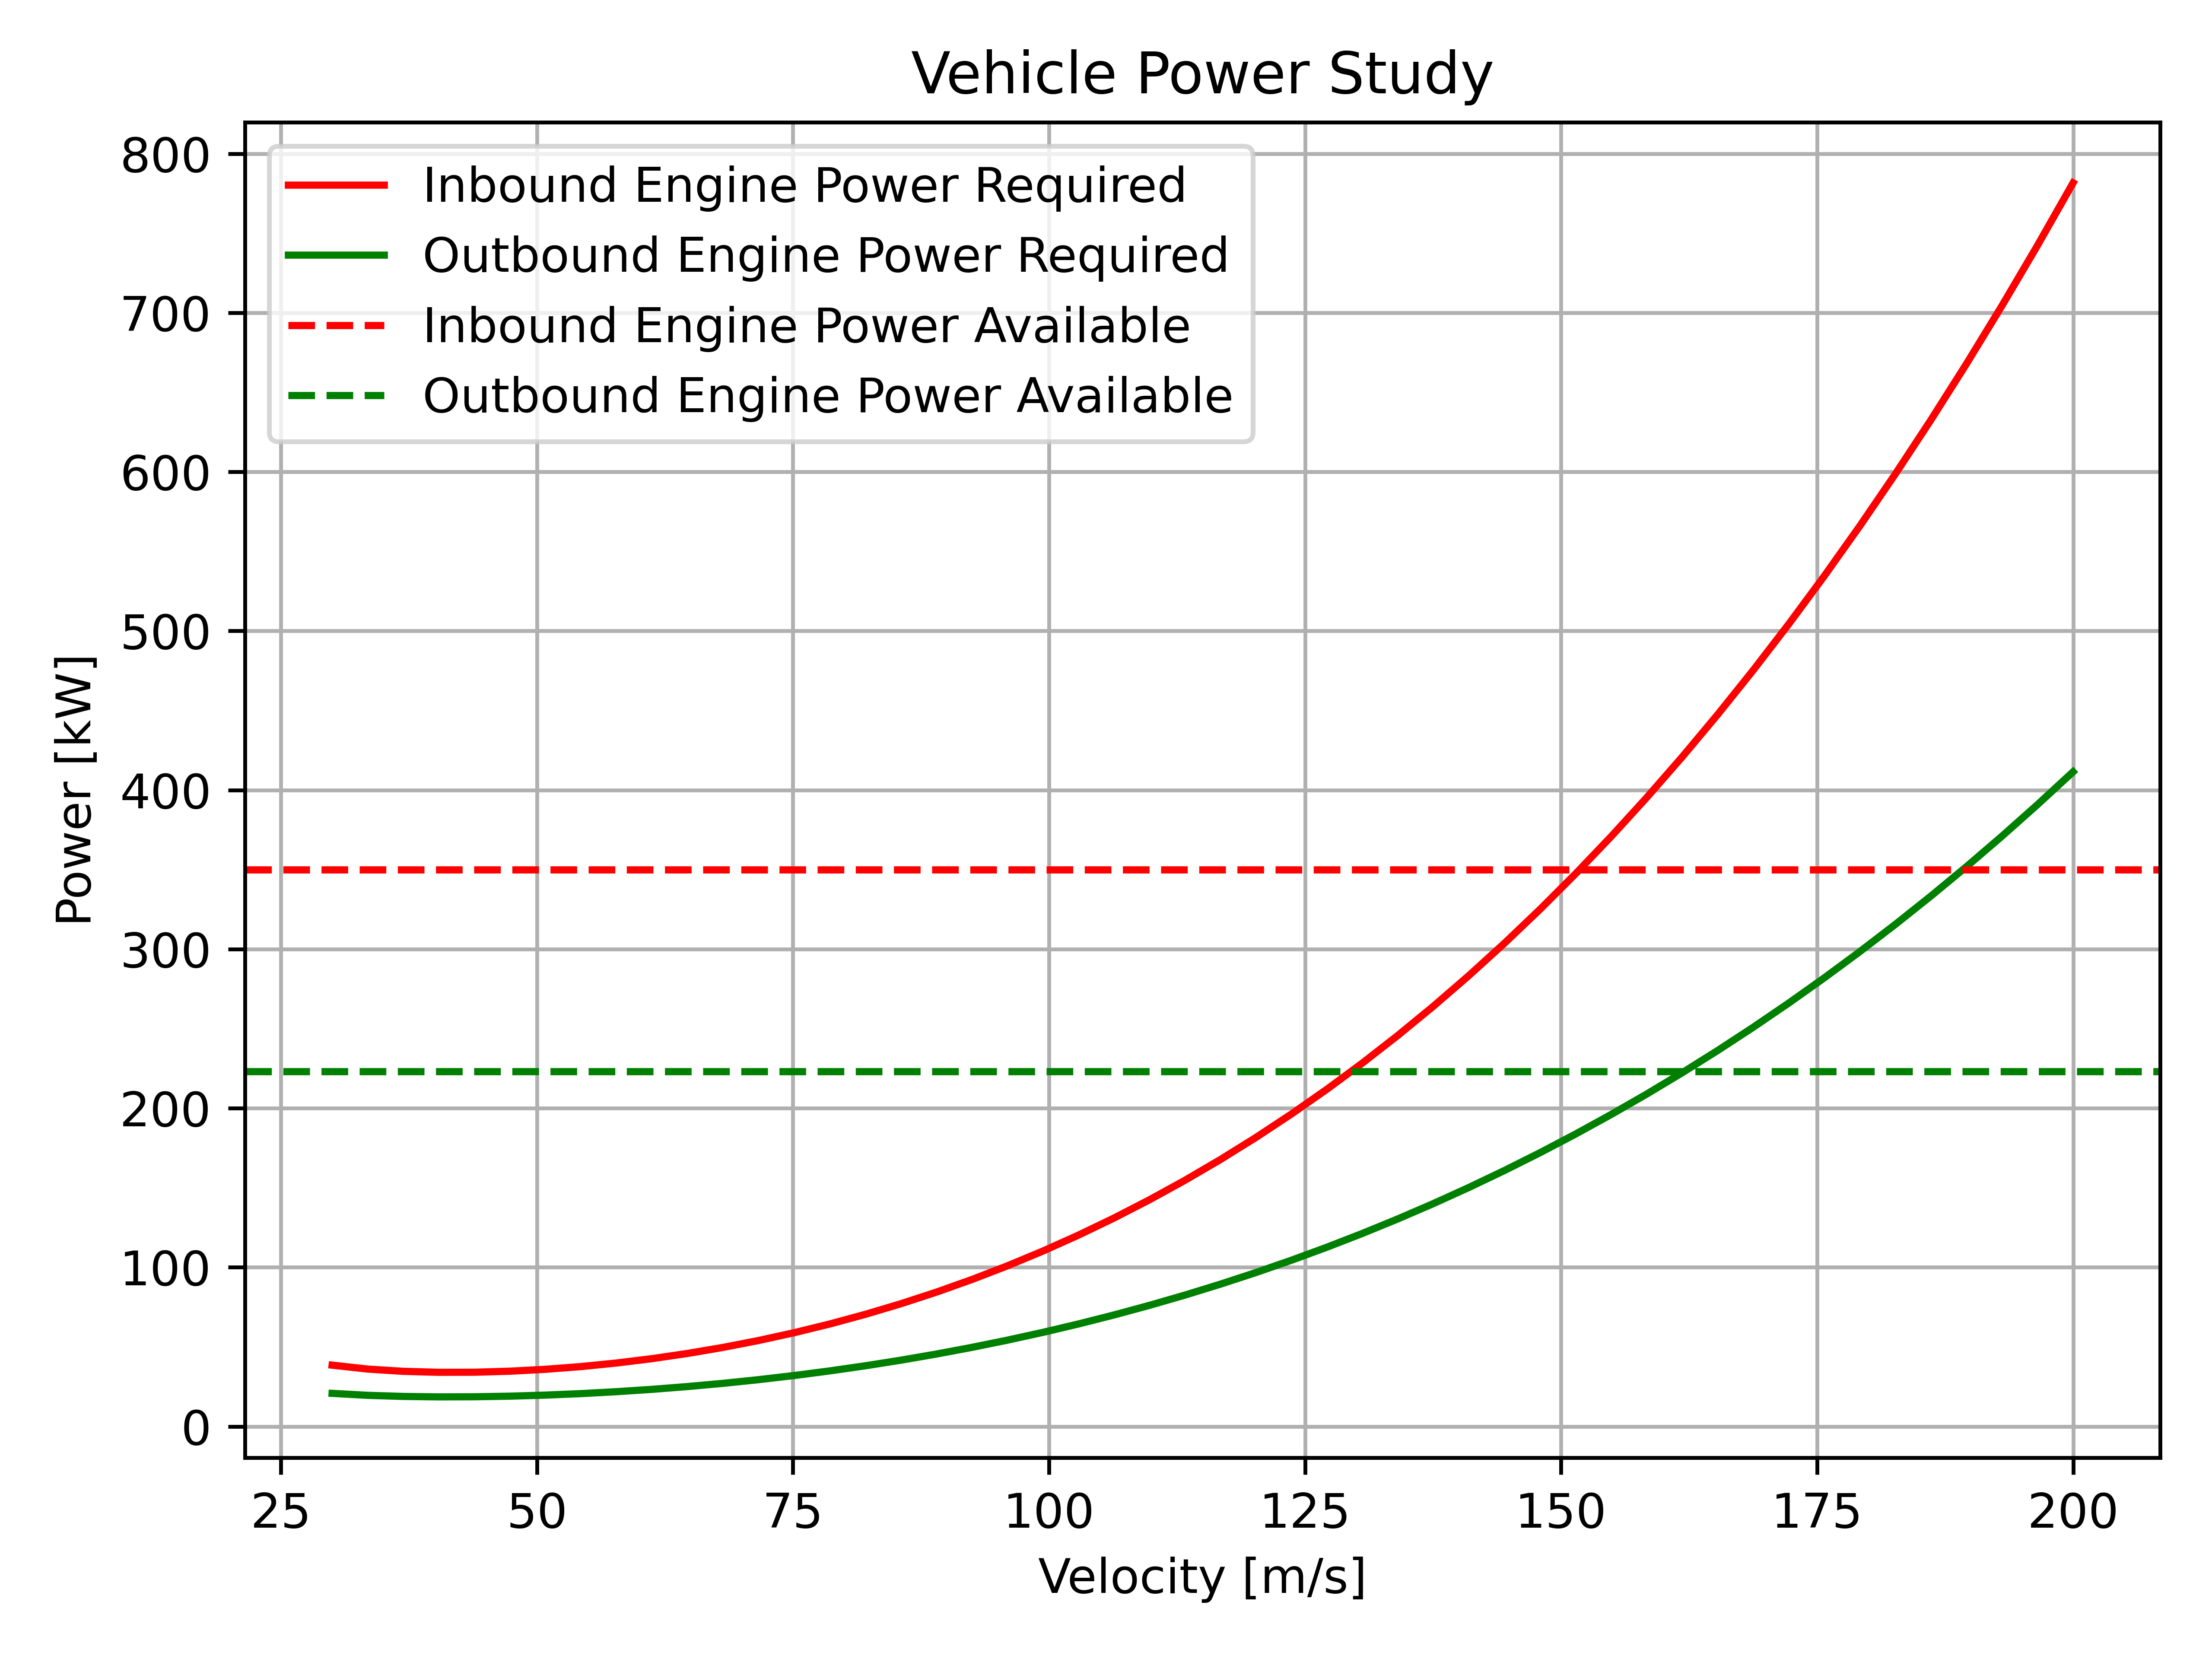 Vehicle Power Study
800
700
600
500
400
300
200
100
0
Power [kW]
Inbound Engine Power Required
Outbound Engine Power Required
Inbound Engine Power Available
Outbound Engine Power Available
25 50 75 100 125 150 175 200
Velocity [m/s]